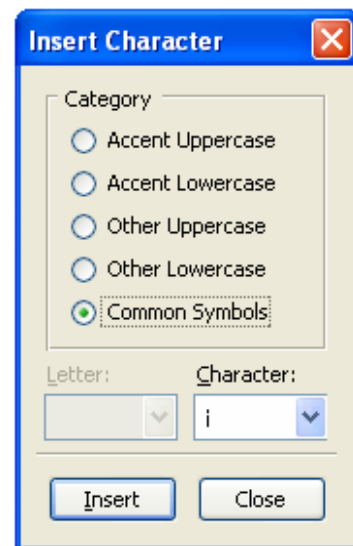 Insert Character
Category
Accent Uppercase
Accent Lowercase
Other Uppercase
Other Lowercase
Common Symbols
Letter: Character:
¡
Insert Close